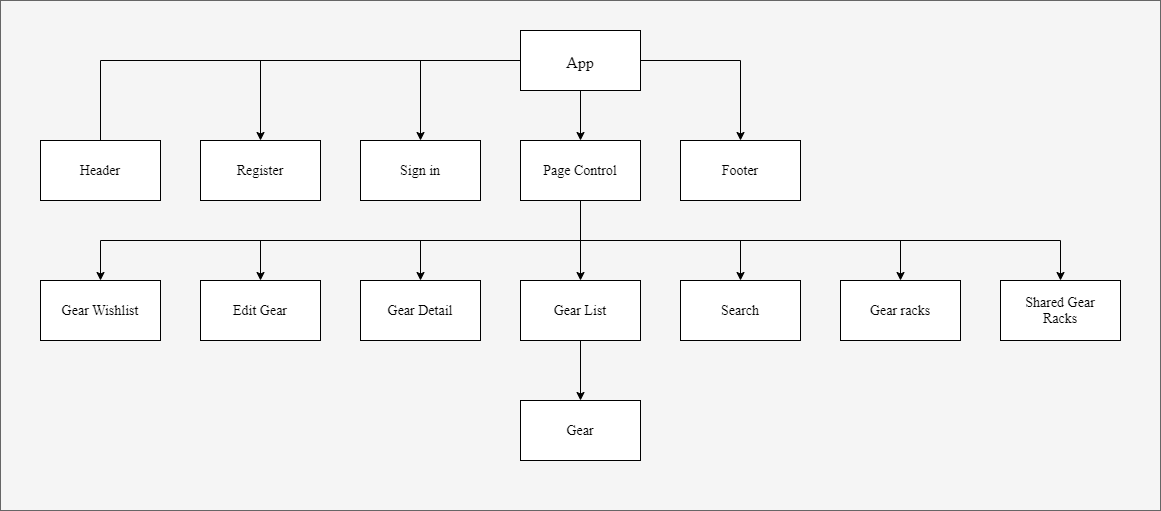 App
Header
Register
Sign in
Page Control
Footer
Gear Wishlist
Edit Gear
Gear Detail
Gear List
Search
Gear racks
Shared Gear
Racks
Gear